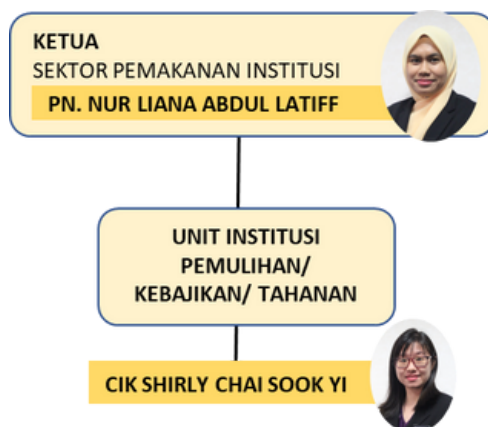 KETUA
SEKTOR PEMAKANAN INSTITUSI
PN. NUR LIANA ABDUL LATIFF
UNIT INSTITUSI
PEMULIHAN/
KEBAJIKAN/ TAHANAN
CIK SHIRLY CHAI SOOK YI